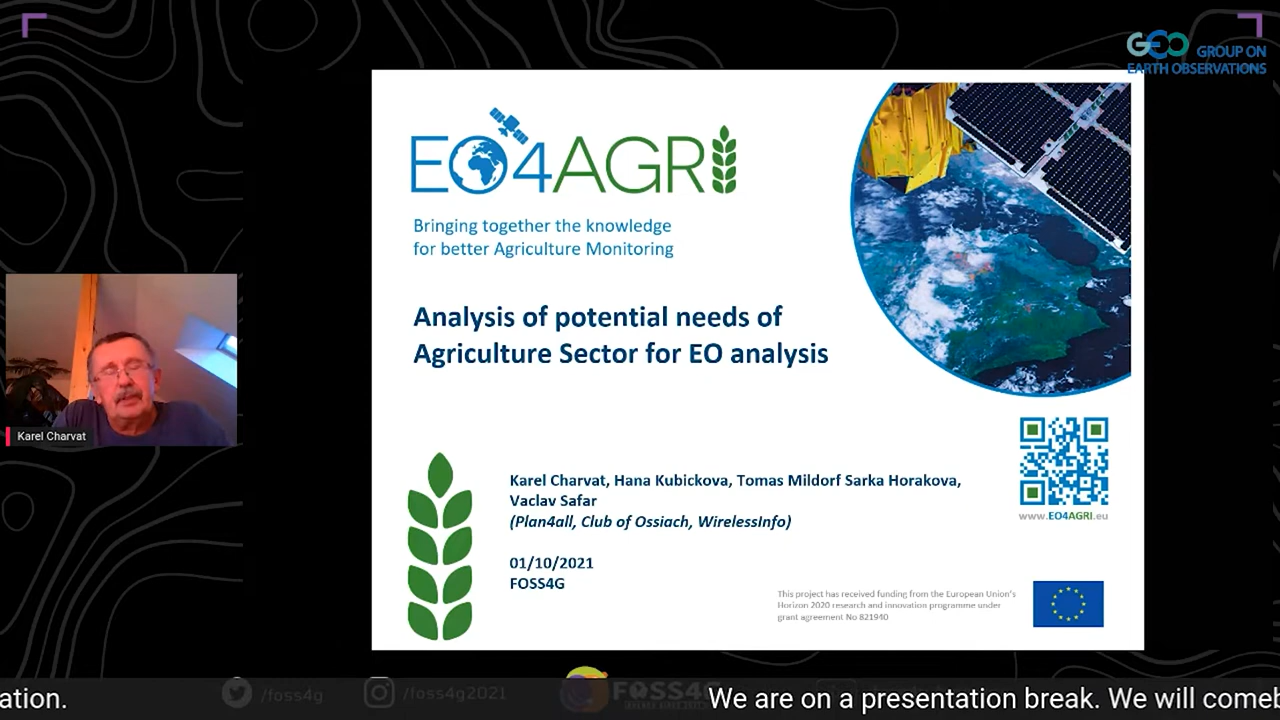 GEO GROUP ON
EARTH OBSERVATIONS
EO4AGRI
Bringing together the knowledge
for better Agriculture Monitoring
Analysis of potential needs of
Agriculture Sector for EO analysis
Karel Charvat
Karel Charvat, Hana Kubickova, Tomas Mildorf Sarka Horakova,
Vaclav Safar
(Plan4all, Club of Ossiach, WirelessInfo)
01/10/2021
FOSS4G
www.EO4AGRI.eu
This project has received funding from the European Union's
Horizon 2020 research and innovation programme under
grant agreement No 821940
/foss4g
/foss4g2021
FOSS4G
ation.
We are on a presentation break. We will comeb